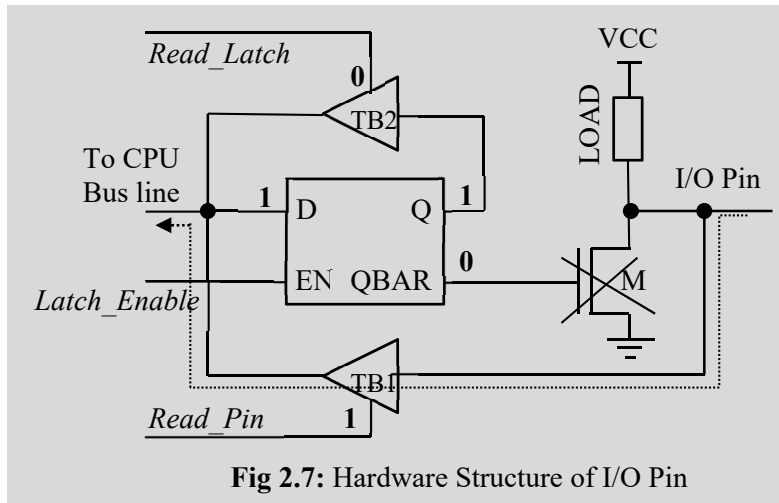 Read_Latch
0
VCC
TB2
LOAD
To CPU
Bus line
I/O Pin
1
D
Q
1
0
EN
QBAR
M
Latch_Enable
TB1
Read_Pin
1
Fig 2.7: Hardware Structure of I/O Pin